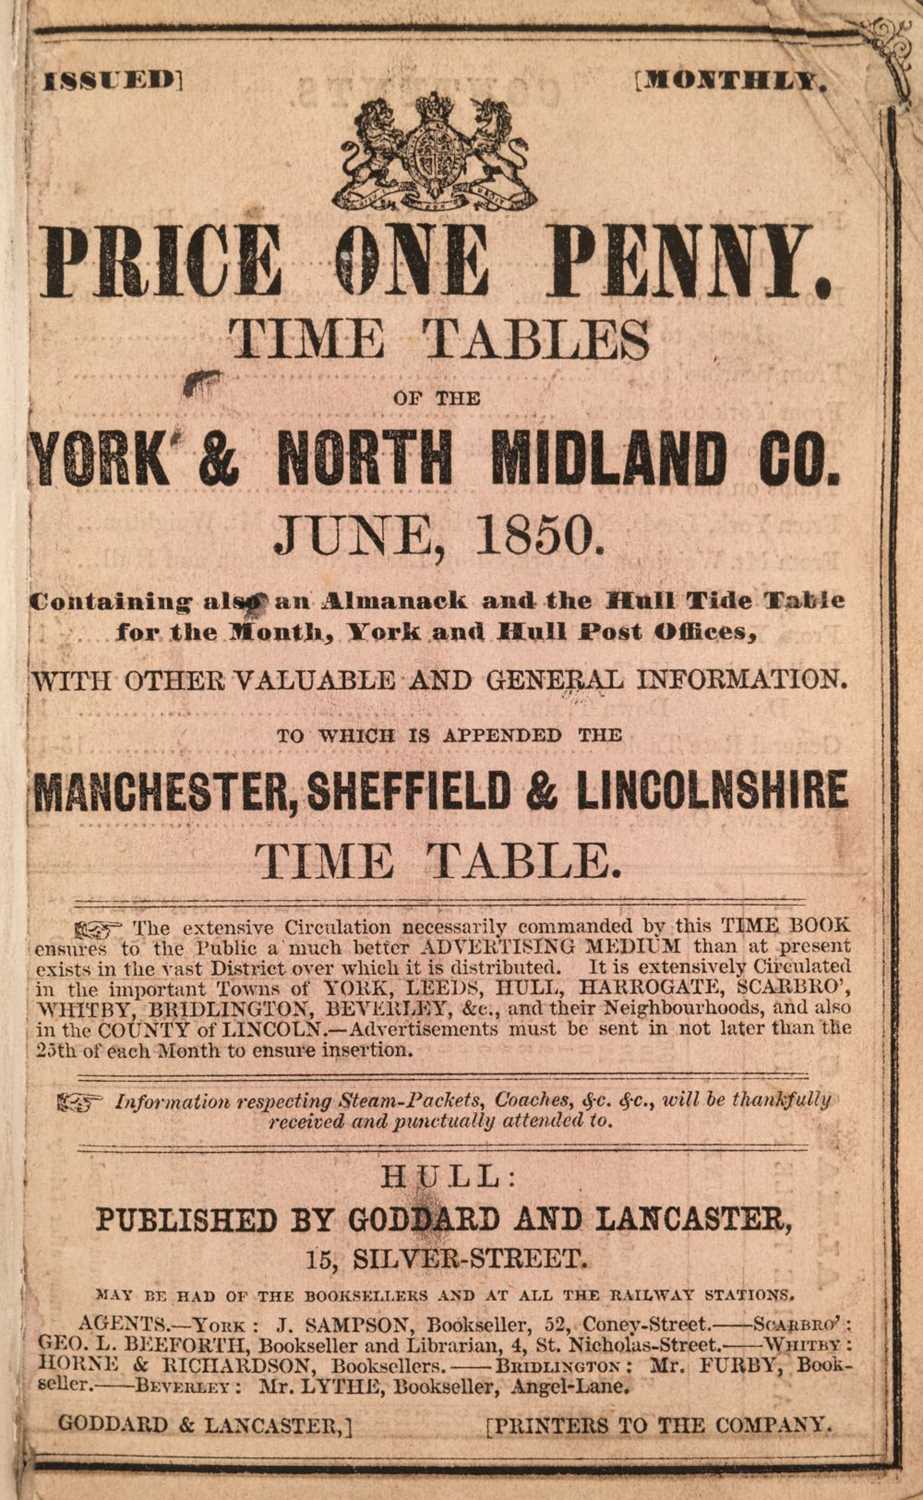 ISSUED] [MONTHLY.
PRICE ONE PENNY.
TIME TABLES
OF THE
YORK & NORTH MIDLAND CO.
JUNE, 1850.
Containing also an Almanack and the Hull Tide Table
for the Month, York and Hull Post Offices,
WITH OTHER VALUABLE AND GENERAL INFORMATION.
TO WHICH IS APPENDED THE
MANCHESTER, SHEFFIELD & LINCOLNSHIRE
TIME TABLE.
☞ The extensive Circulation necessarily commanded by this TIME BOOK
ensures to the Public a much better ADVERTISING MEDIUM than at present
exists in the vast District over which it is distributed. It is extensively Circulated
in the important Towns of YORK, LEEDS, HULL, HARROGATE, SCARBRO',
WHITBY, BRIDLINGTON, BEVERLEY, &c., and their Neighbourhoods, and also
in the COUNTY of LINCOLN.—Advertisements must be sent in not later than the
25th of each Month to ensure insertion.
☞ Information respecting Steam-Packets, Coaches, &c. &c., will be thankfully
received and punctually attended to.
HULL:
PUBLISHED BY GODDARD AND LANCASTER,
15, SILVER-STREET.
MAY BE HAD OF THE BOOKSELLERS AND AT ALL THE RAILWAY STATIONS.
AGENTS.—YORK: J. SAMPSON, Bookseller, 52, Coney-Street.——SCARBRO':
GEO. L. BEEFORTH, Bookseller and Librarian, 4, St. Nicholas-Street.——WHITBY:
HORNE & RICHARDSON, Booksellers.——BRIDLINGTON: Mr. FURBY, Book-
seller.——BEVERLEY: Mr. LYTHE, Bookseller, Angel-Lane.
GODDARD & LANCASTER,] [PRINTERS TO THE COMPANY.